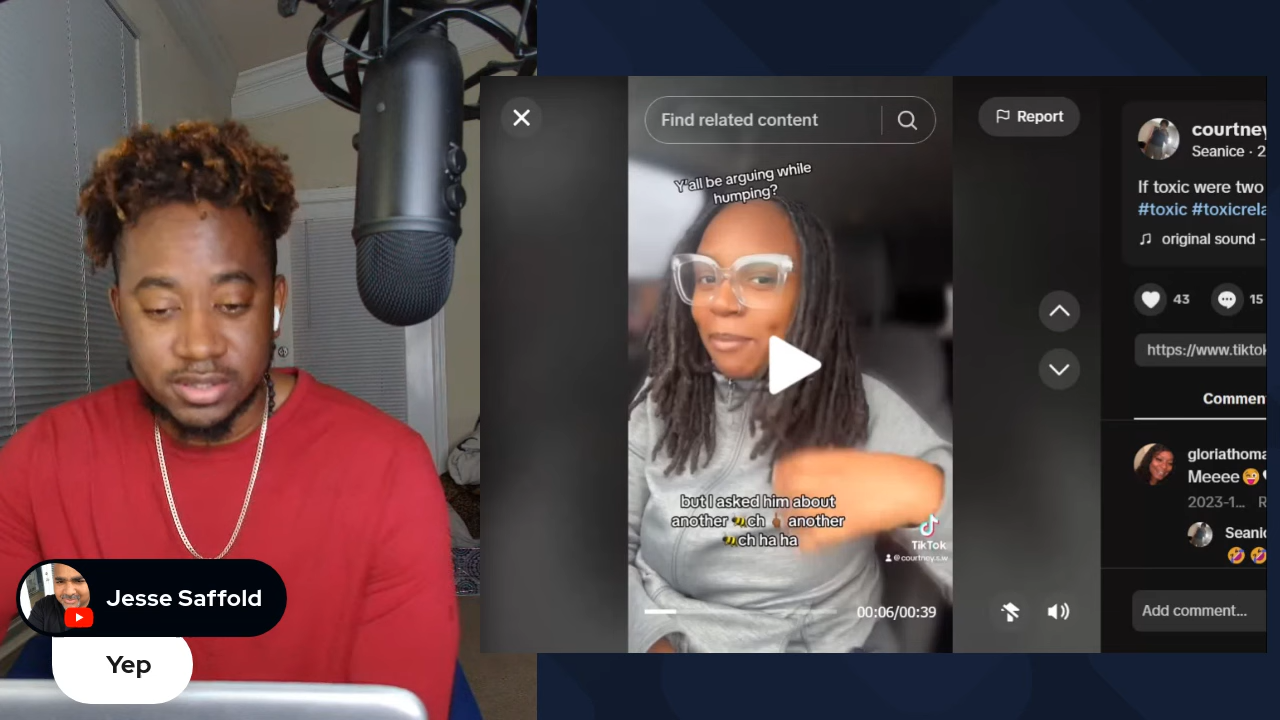 Find related content
Report
Y'all be arguing while
humping?
but I asked him about
another 🐝ch 👆🏾 another
🐝ch ha ha
TikTok
@courtney.s.w
00:06/00:39
courtney
Seanice · 2
If toxic were two
#toxic #toxicrela
original sound -
43
15
https://www.tiktok
Commen
gloriathoma
Meeee😜
2023-1... R
Seanic
🤣🤣
Add comment...
Jesse Saffold
Yep